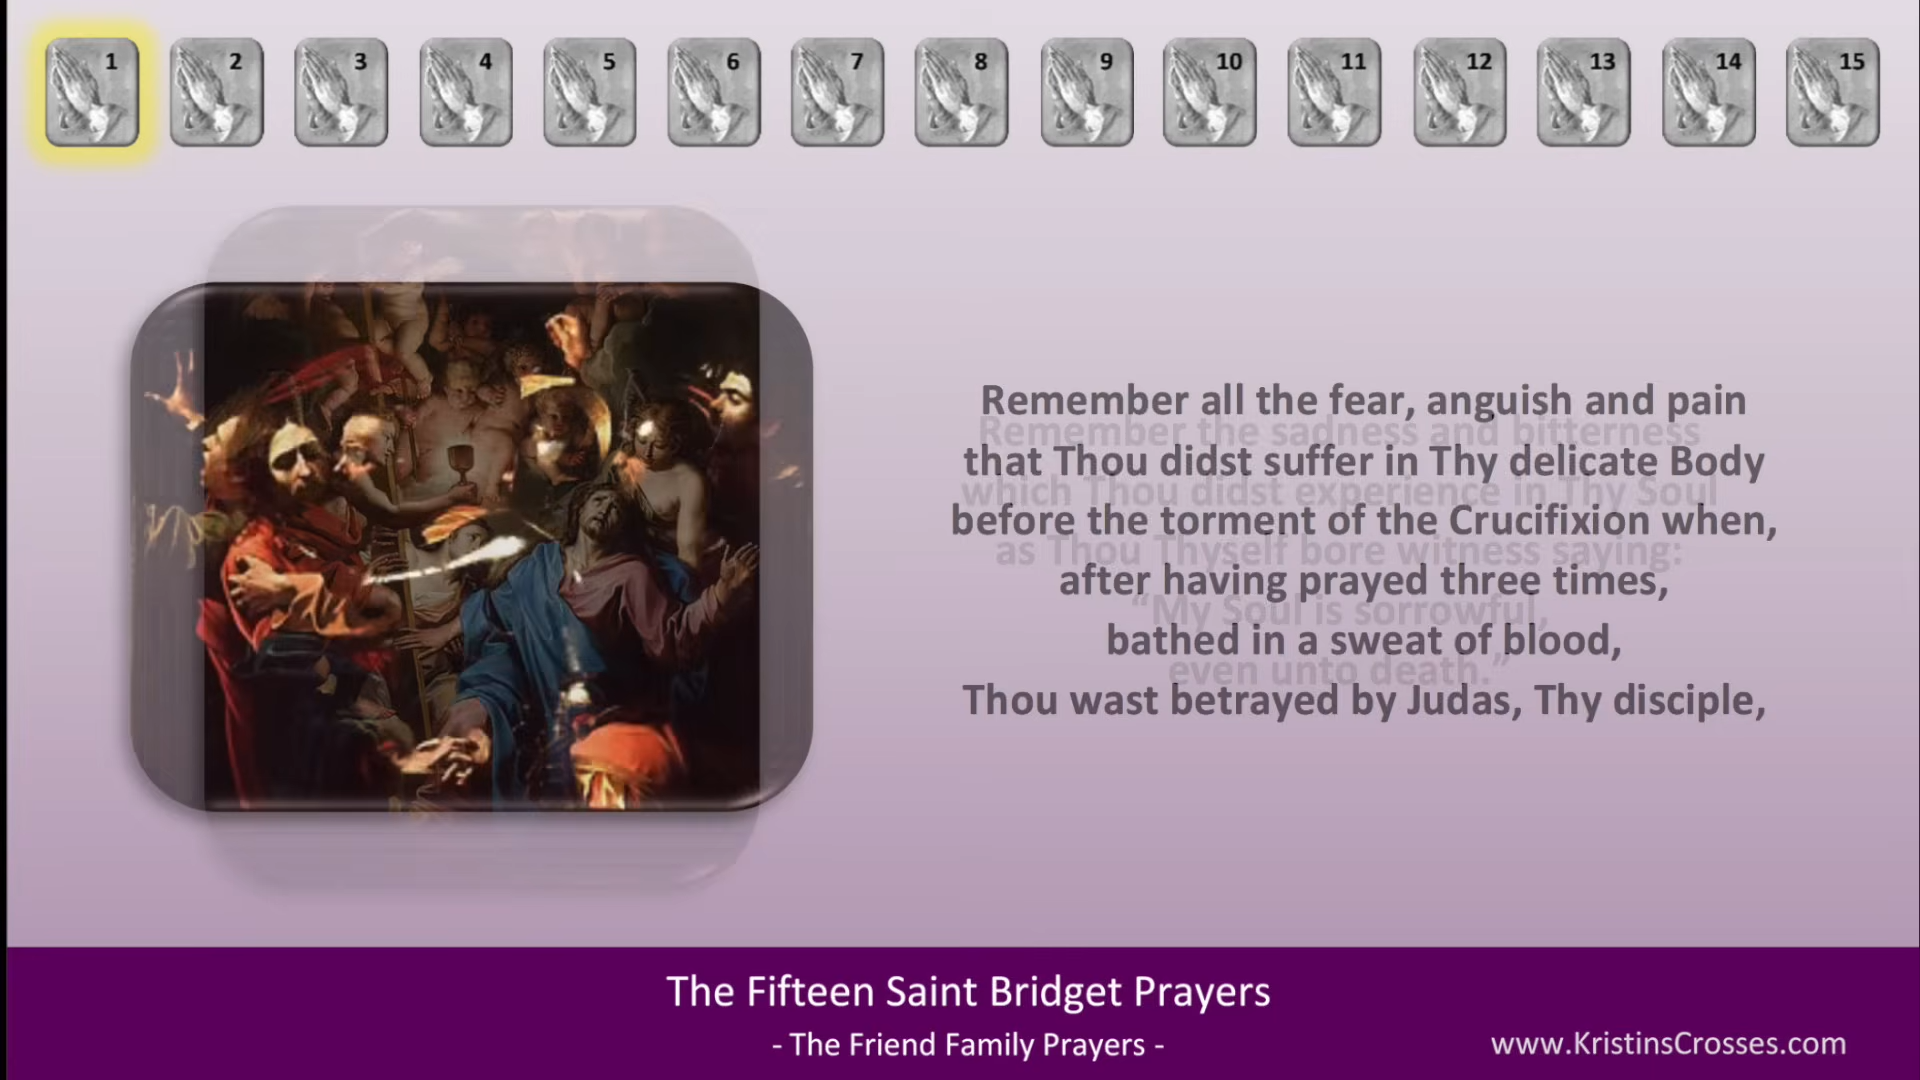 1 2 3 4 5 6 7 8 9 10 11 12 13 14 15
Remember all the fear, anguish and pain
that Thou didst suffer in Thy delicate Body
before the torment of the Crucifixion when,
after having prayed three times,
bathed in a sweat of blood,
Thou wast betrayed by Judas, Thy disciple,
Remember the sadness and bitterness
which Thou didst experience in Thy Soul
as Thou Thyself bore witness saying:
“My Soul is sorrowful,
even unto death.”
The Fifteen Saint Bridget Prayers
- The Friend Family Prayers -
www.KristinsCrosses.com